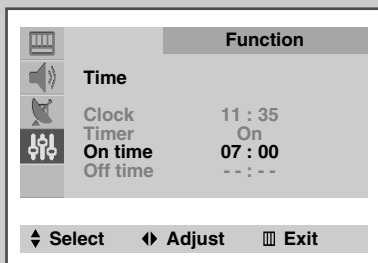 Function
Time
Clock 11 : 35
Timer On
On time 07 : 00
Off time - - : - -
Select Adjust Exit